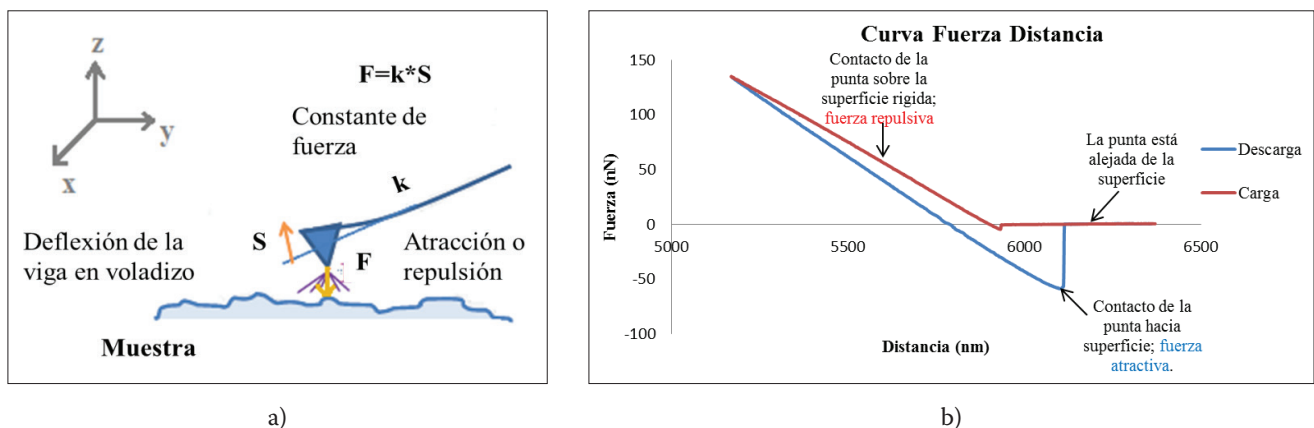 z
y
x
F=k*S
Constante de
fuerza
k
S
F
Deflexión de la
viga en voladizo
Atracción o
repulsión
Muestra
a)
Curva Fuerza Distancia
Fuerza (nN)
150
100
50
0
-50
-100
5000
5500
6000
6500
Distancia (nm)
Contacto de la
punta sobre la
superficie rigida;
fuerza repulsiva
La punta está
alejada de la
superficie
Contacto de la
punta hacia
superficie; fuerza
atractiva.
Descarga
Carga
b)